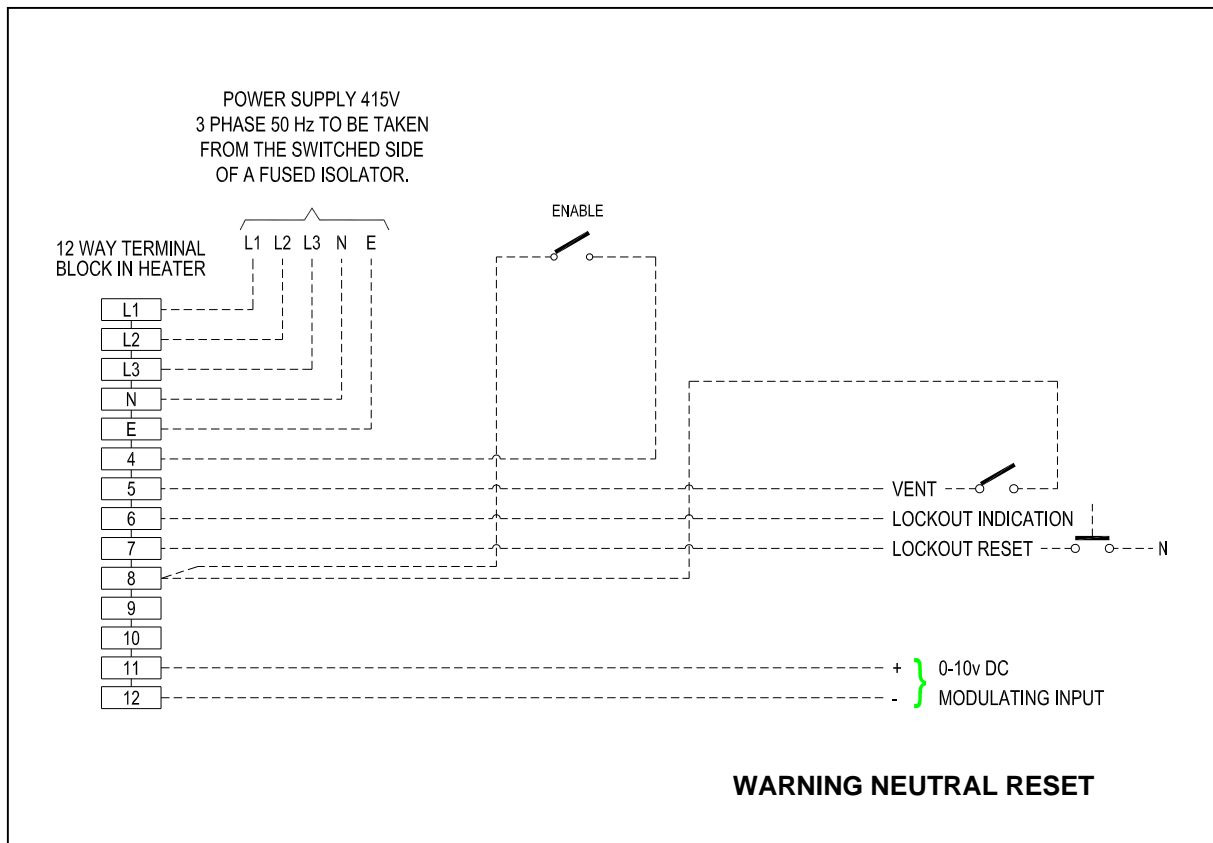 POWER SUPPLY 415V
3 PHASE 50 Hz TO BE TAKEN
FROM THE SWITCHED SIDE
OF A FUSED ISOLATOR.
ENABLE
12 WAY TERMINAL
BLOCK IN HEATER
L1 L2 L3 N E
L1
L2
L3
N
E
4
5
VENT
6
LOCKOUT INDICATION
7
LOCKOUT RESET
N
8
9
10
11
+ 0-10v DC
12
- MODULATING INPUT
WARNING NEUTRAL RESET